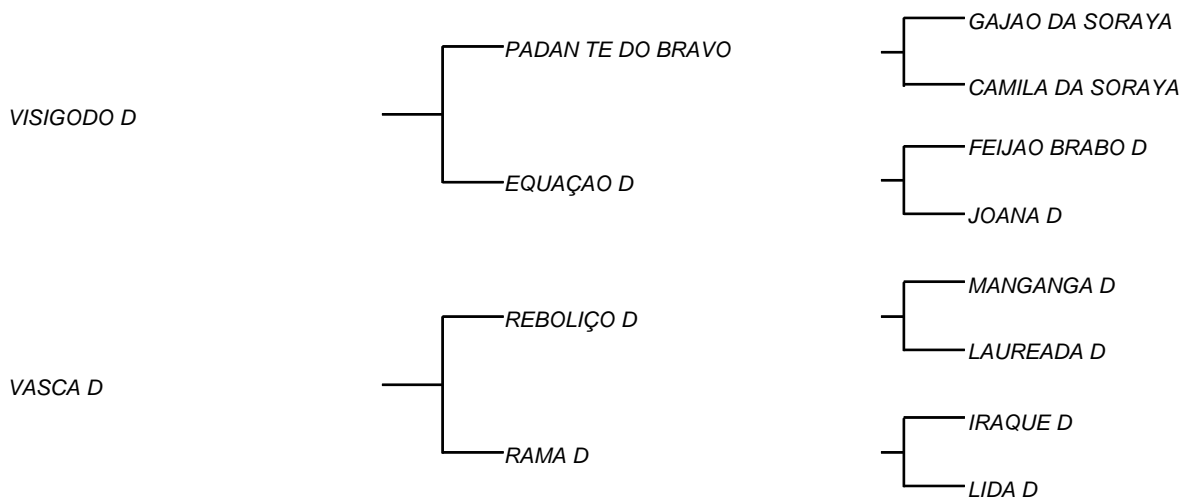 GAJAO DA SORAYA
PADAN TE DO BRAVO
CAMILA DA SORAYA
VISIGODO D
FEIJAO BRABO D
EQUAÇAO D
JOANA D
MANGANGA D
REBOLIÇO D
LAUREADA D
VASCA D
IRAQUE D
RAMA D
LIDA D